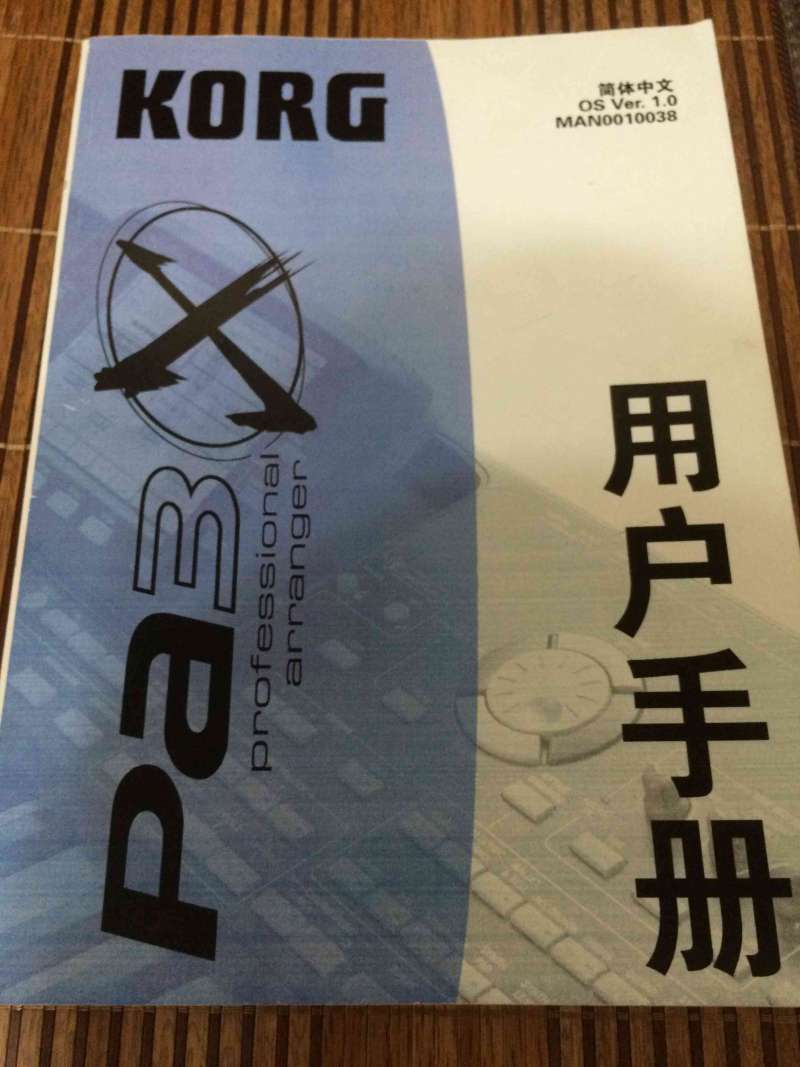 KORG
简体中文
OS Ver. 1.0
MAN0010038
Pa3X
professional
arranger
用户手册